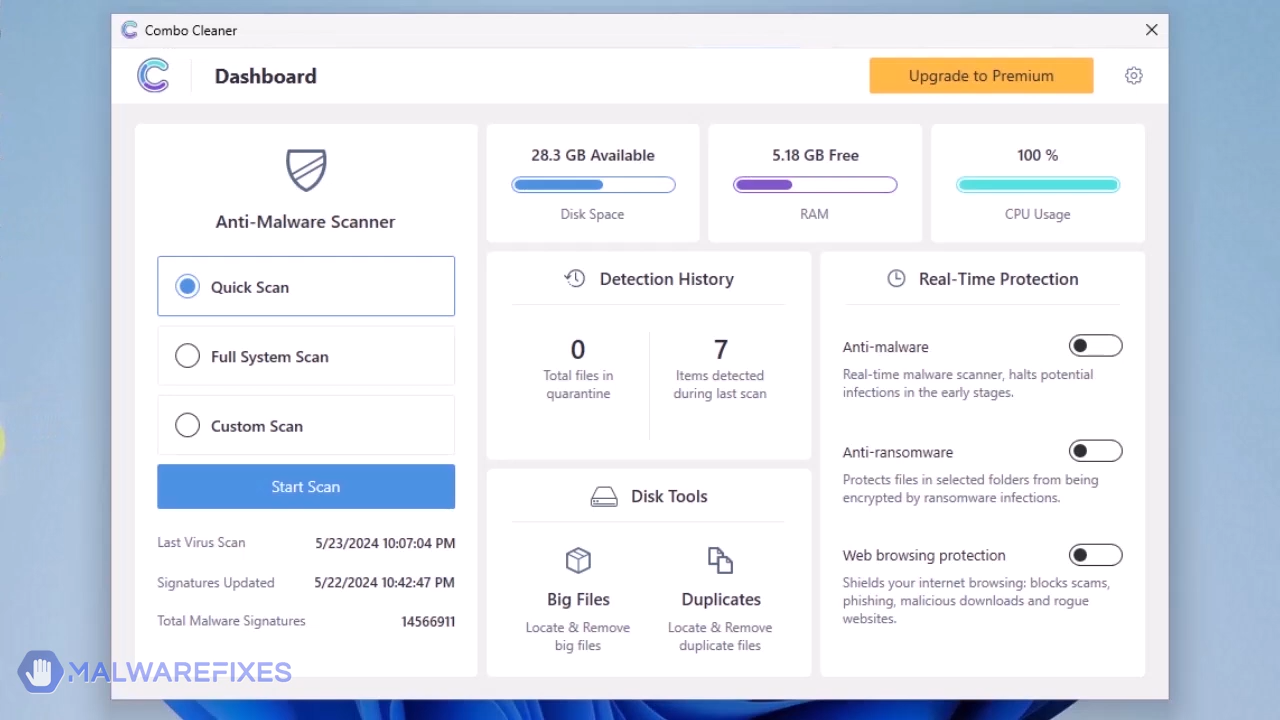 Combo Cleaner
Dashboard
Upgrade to Premium
Anti-Malware Scanner
Quick Scan
Full System Scan
Custom Scan
Start Scan
Last Virus Scan 5/23/2024 10:07:04 PM
Signatures Updated 5/22/2024 10:42:47 PM
Total Malware Signatures 14566911
28.3 GB Available
Disk Space
5.18 GB Free
RAM
100 %
CPU Usage
Detection History
0
Total files in
quarantine
7
Items detected
during last scan
Disk Tools
Big Files
Locate & Remove
big files
Duplicates
Locate & Remove
duplicate files
Real-Time Protection
Anti-malware
Real-time malware scanner, halts potential
infections in the early stages.
Anti-ransomware
Protects files in selected folders from being
encrypted by ransomware infections.
Web browsing protection
Shields your internet browsing: blocks scams,
phishing, malicious downloads and rogue
websites.
MALWAREFIXES